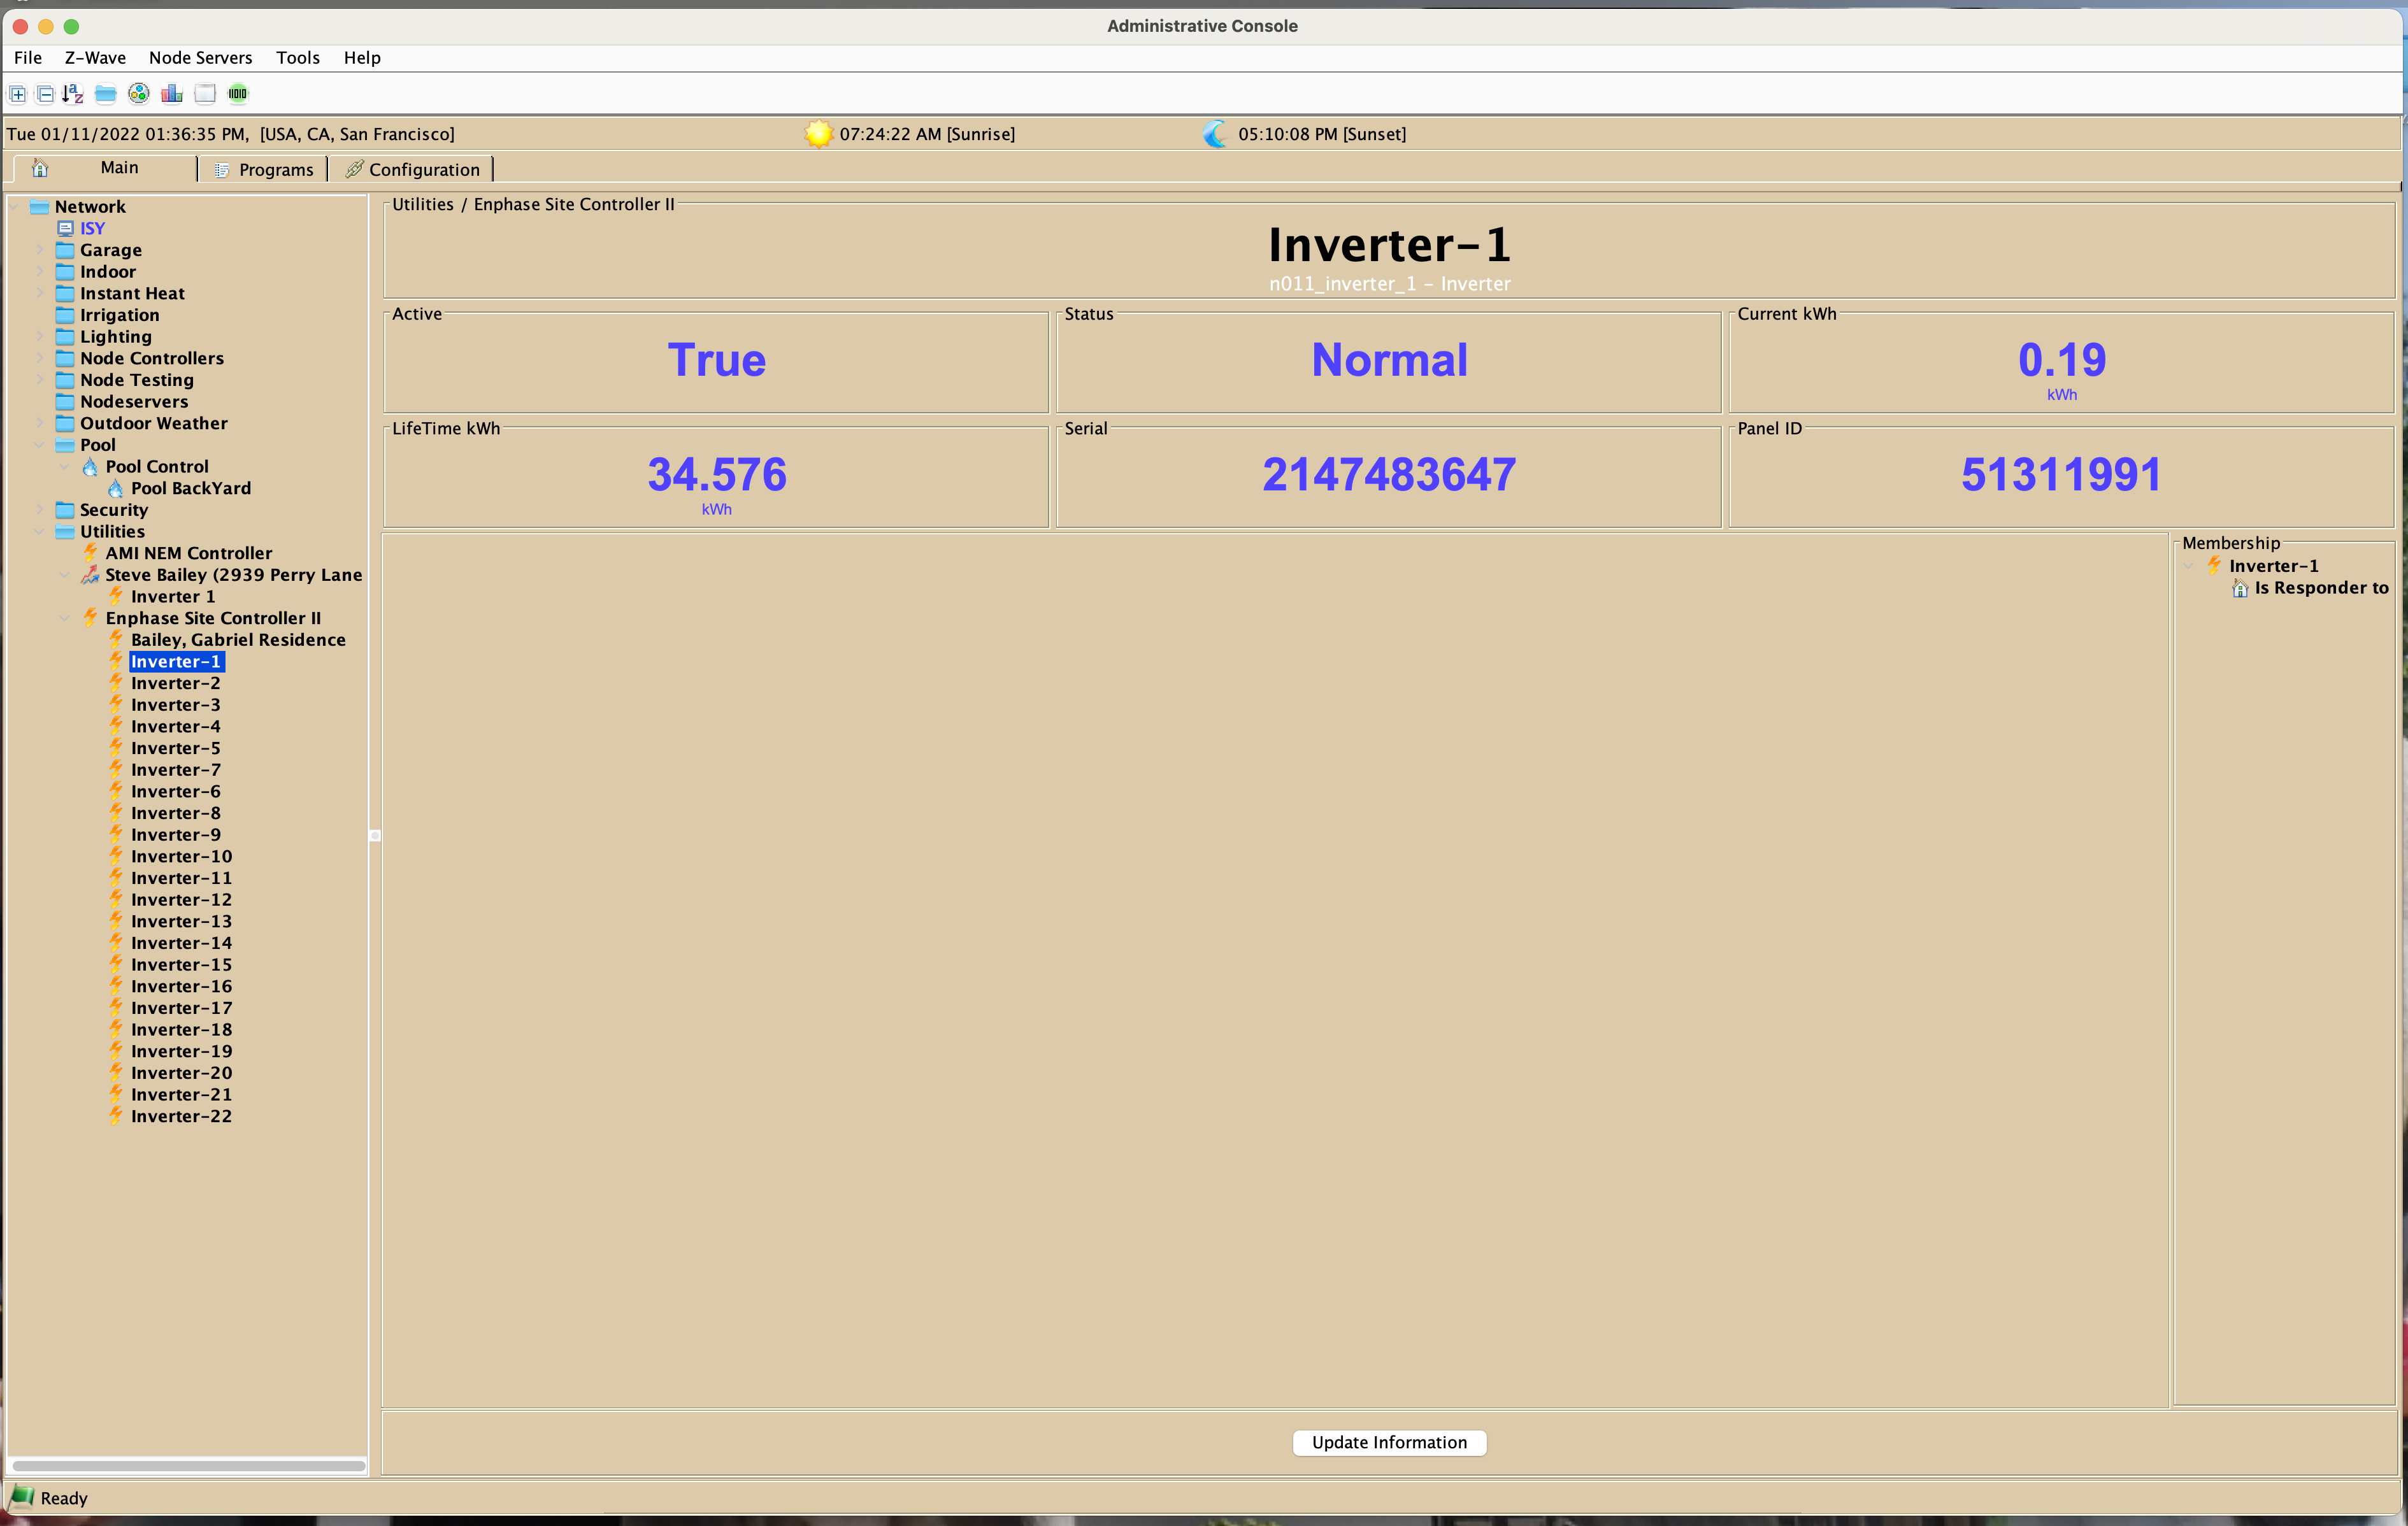 Administrative Console
File Z-Wave Node Servers Tools Help
Tue 01/11/2022 01:36:35 PM, [USA, CA, San Francisco] 07:24:22 AM [Sunrise] 05:10:08 PM [Sunset]
Main Programs Configuration
Network
ISY
Garage
Indoor
Instant Heat
Irrigation
Lighting
Node Controllers
Node Testing
Nodeservers
Outdoor Weather
Pool
Pool Control
Pool BackYard
Security
Utilities
AMI NEM Controller
Steve Bailey (2939 Perry Lane
Inverter 1
Enphase Site Controller II
Bailey, Gabriel Residence
Inverter-1
Inverter-2
Inverter-3
Inverter-4
Inverter-5
Inverter-7
Inverter-6
Inverter-8
Inverter-9
Inverter-10
Inverter-11
Inverter-12
Inverter-13
Inverter-14
Inverter-15
Inverter-16
Inverter-17
Inverter-18
Inverter-19
Inverter-20
Inverter-21
Inverter-22
Utilities / Enphase Site Controller II
Inverter-1
n011_inverter_1 - Inverter
Active
True
Status
Normal
Current kWh
0.19
kWh
LifeTime kWh
34.576
kWh
Serial
2147483647
Panel ID
51311991
Membership
Inverter-1
Is Responder to
Update Information
Ready